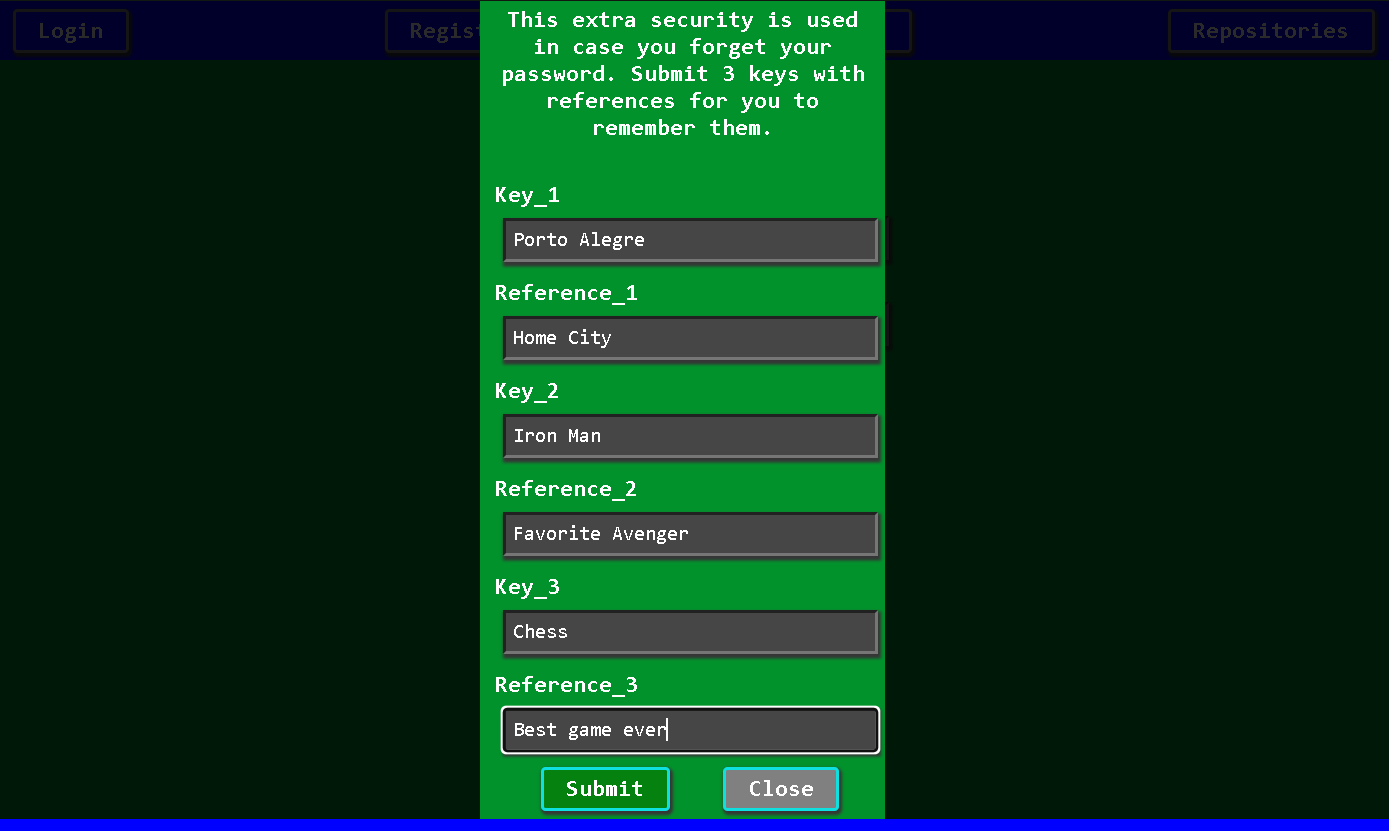 Login
Repositories
This extra security is used
in case you forget your
password. Submit 3 keys with
references for you to
remember them.
Key_1
Porto Alegre
Reference_1
Home City
Key_2
Iron Man
Reference_2
Favorite Avenger
Key_3
Chess
Reference_3
Best game ever
Submit
Close